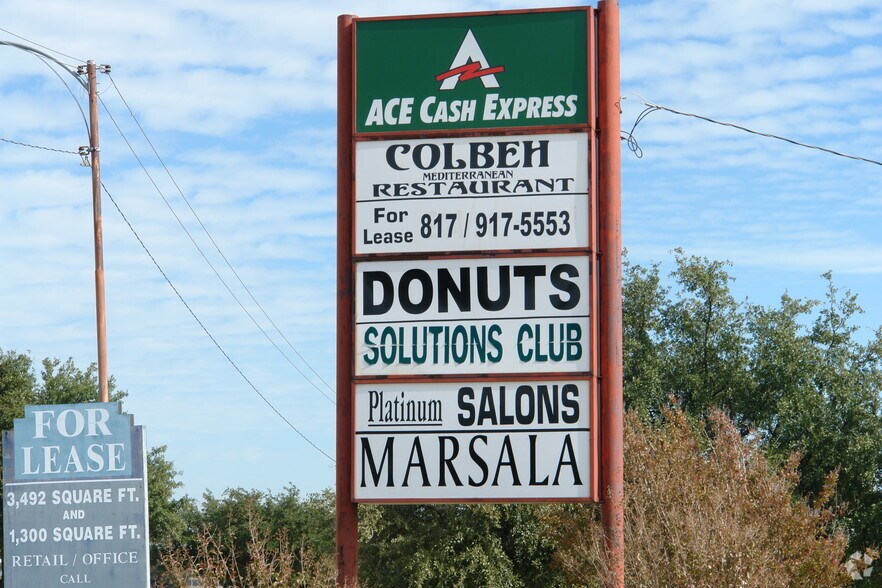 ACE CASH EXPRESS
COLBEH
MEDITERRANEAN
RESTAURANT
For
Lease 817 / 917-5553
DONUTS
SOLUTIONS CLUB
Platinum SALONS
MARSALA
FOR
LEASE
3,492 SQUARE FT.
AND
1,300 SQUARE FT.
RETAIL / OFFICE
CALL